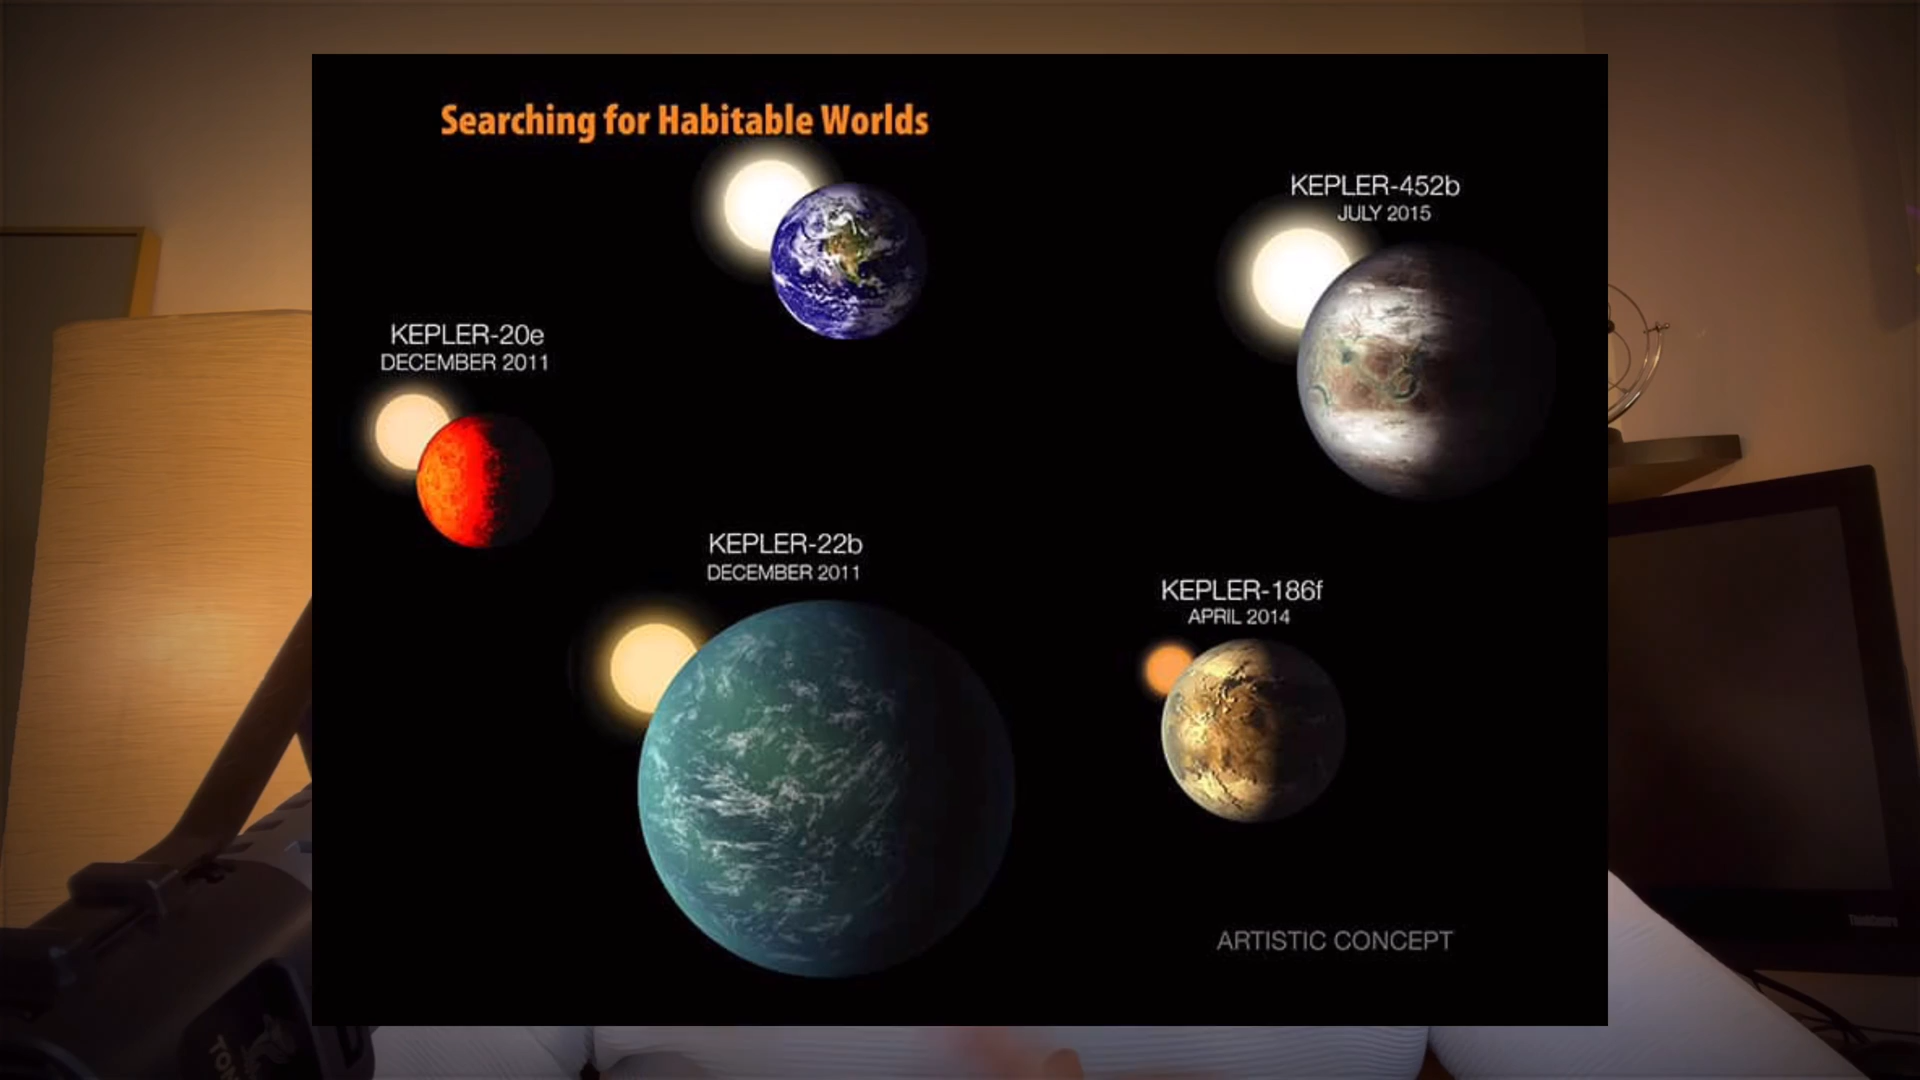 Searching for Habitable Worlds
KEPLER-452b
JULY 2015
KEPLER-20e
DECEMBER 2011
KEPLER-22b
DECEMBER 2011
KEPLER-186f
APRIL 2014
ThinkCentre
ARTISTIC CONCEPT